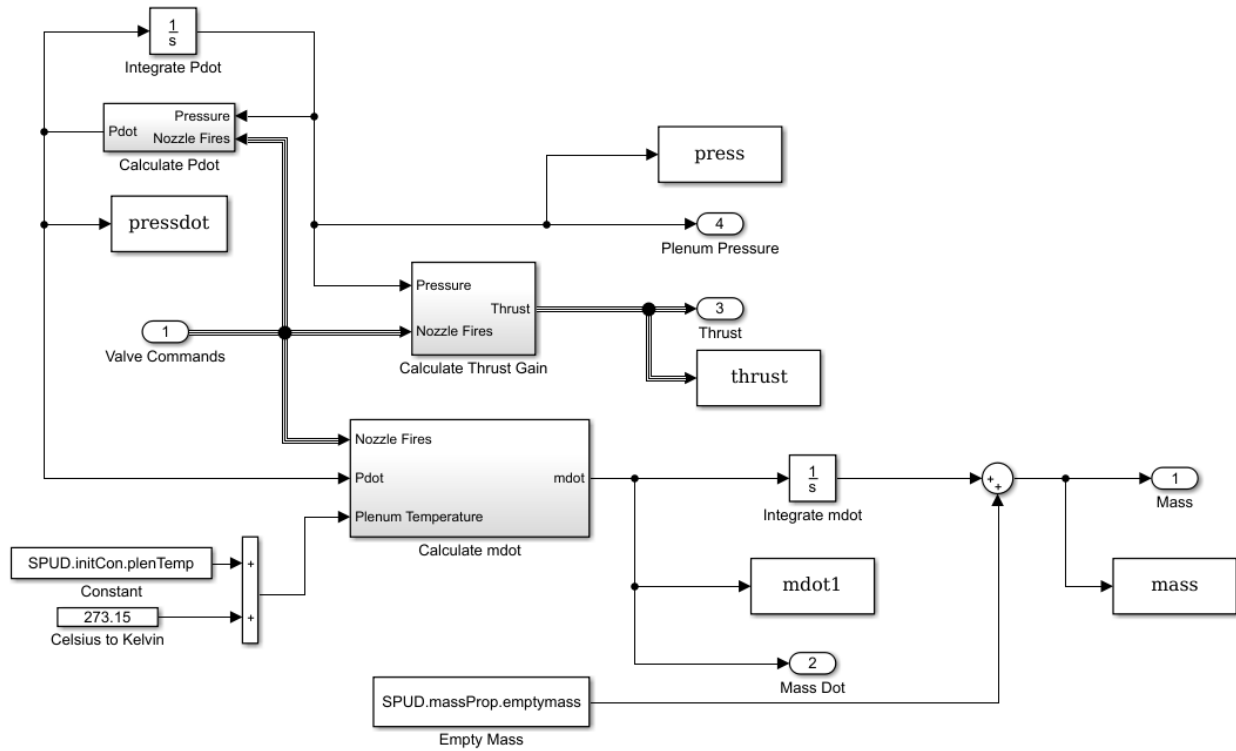 1
s
Integrate Pdot
Pressure
Pdot
Nozzle Fires
Calculate Pdot
press
pressdot
4
Plenum Pressure
Pressure
Thrust
Nozzle Fires
Calculate Thrust Gain
3
Thrust
1
Valve Commands
thrust
Nozzle Fires
Pdot
mdot
Plenum Temperature
Calculate mdot
1
s
Integrate mdot
+
+
1
Mass
SPUD.initCon.plenTemp
+
Constant
273.15
+
Celsius to Kelvin
mdot1
mass
2
Mass Dot
SPUD.massProp.emptymass
Empty Mass